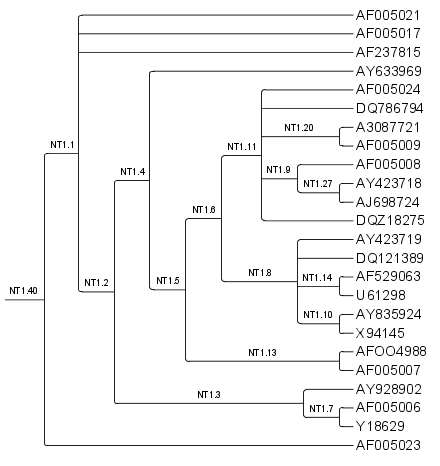 AF005021
AF005017
AF237815
AY633969
AF005024
DQ786794
NT1.20 A3087721
NT1.1 NT1.11 AF005009
AF005008
NT1.4 NT1.9 AY423718
NT1.27
AJ698724
NT1.6 DQZ18275
AY423719
DQ121389
NT1.8 NT1.14 AF529063
NT1.2 NT1.5
NT1.40 U61298
NT1.10 AY835924
X94145
NT1.13 AFOO4988
AF005007
NT1.3 AY928902
NT1.7 AF005006
Y18629
AF005023